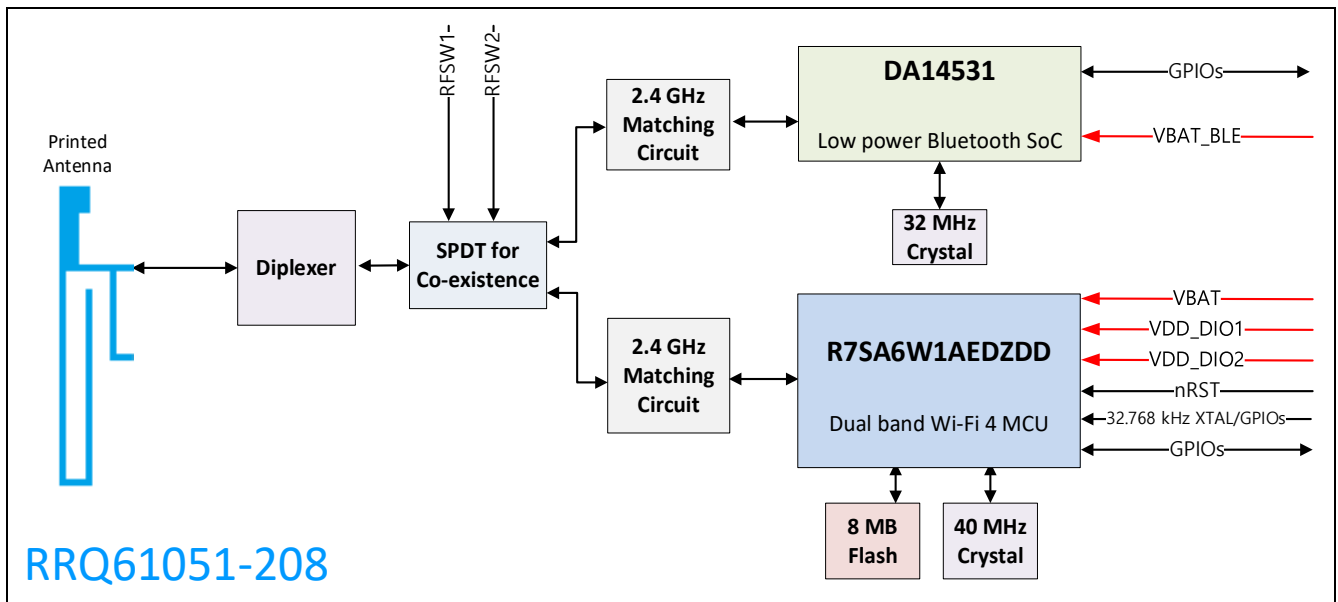 RFSW1-
RFSW2-
Printed
Antenna
Diplexer
SPDT for
Co-existence
2.4 GHz
Matching
Circuit
DA14531
Low power Bluetooth SoC
GPIOs
VBAT_BLE
32 MHz
Crystal
2.4 GHz
Matching
Circuit
R7SA6W1AEDZDD
Dual band Wi-Fi 4 MCU
VBAT
VDD_DIO1
VDD_DIO2
nRST
32.768 kHz XTAL/GPIOs
GPIOs
8 MB
Flash
40 MHz
Crystal
RRQ61051-208